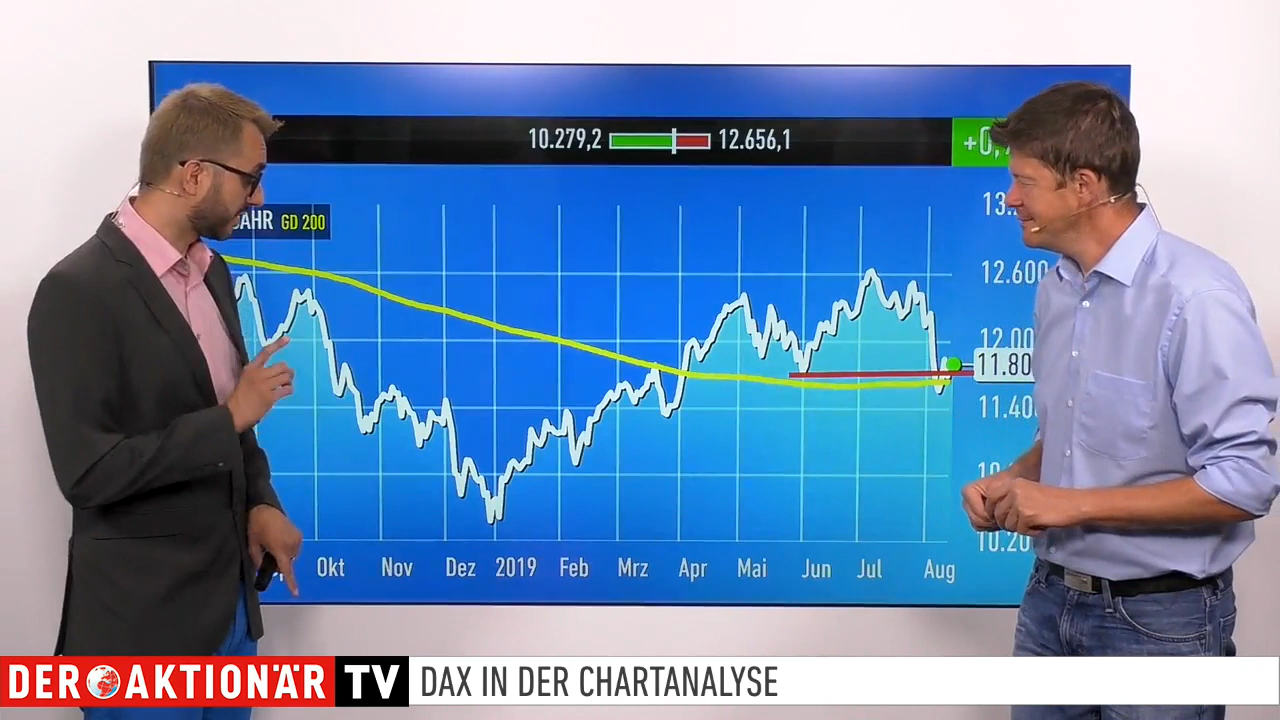 10.279,2 12.656,1 +0,
JAHR GD 200
13.
12.600
12.00
11.80
11.40
10.20
Okt Nov Dez 2019 Feb Mrz Apr Mai Jun Jul Aug
DER AKTIONÄR TV DAX IN DER CHARTANALYSE